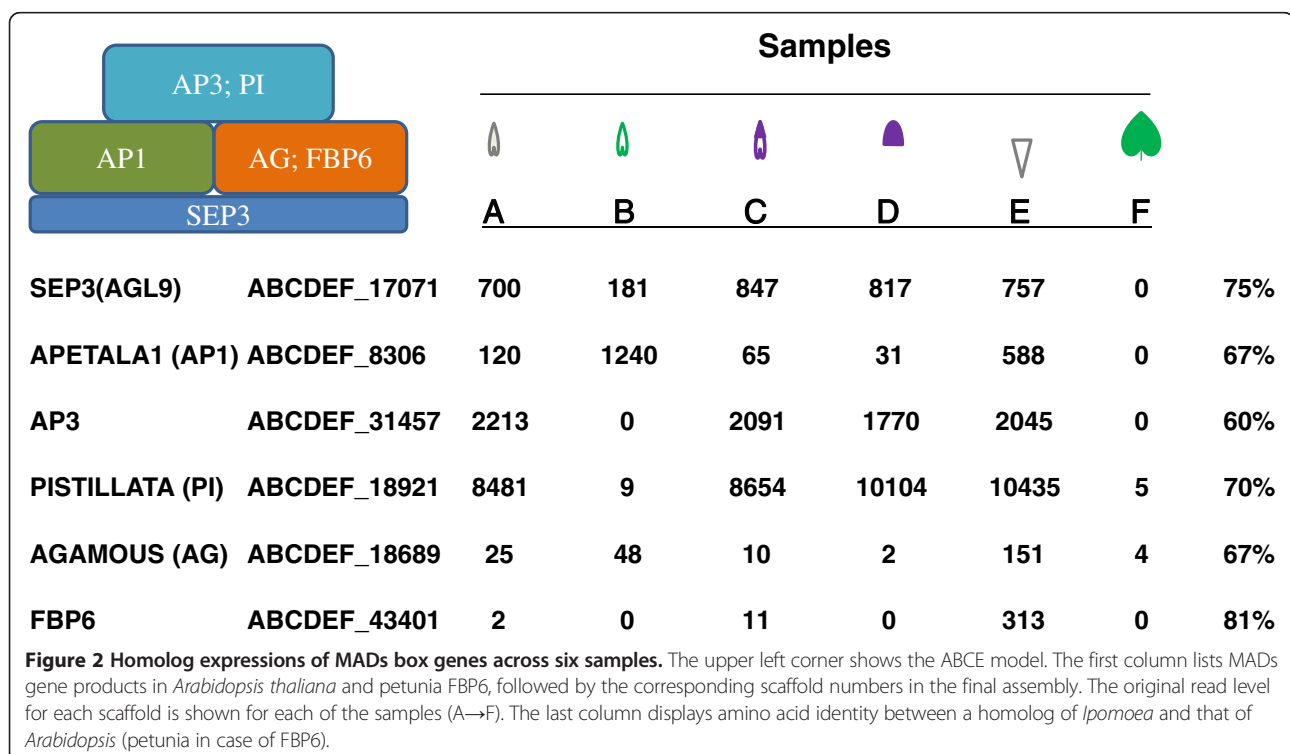 Samples
AP3; PI
AP1 AG; FBP6
SEP3
A B C D E F
SEP3(AGL9) ABCDEF_17071 700 181 847 817 757 0 75%
APETALA1 (AP1) ABCDEF_8306 120 1240 65 31 588 0 67%
AP3 ABCDEF_31457 2213 0 2091 1770 2045 0 60%
PISTILLATA (PI) ABCDEF_18921 8481 9 8654 10104 10435 5 70%
AGAMOUS (AG) ABCDEF_18689 25 48 10 2 151 4 67%
FBP6 ABCDEF_43401 2 0 11 0 313 0 81%
Figure 2 Homolog expressions of MADs box genes across six samples. The upper left corner shows the ABCE model. The first column lists MADs
gene products in Arabidopsis thaliana and petunia FBP6, followed by the corresponding scaffold numbers in the final assembly. The original read level
for each scaffold is shown for each of the samples (A→F). The last column displays amino acid identity between a homolog of Ipomoea and that of
Arabidopsis (petunia in case of FBP6).